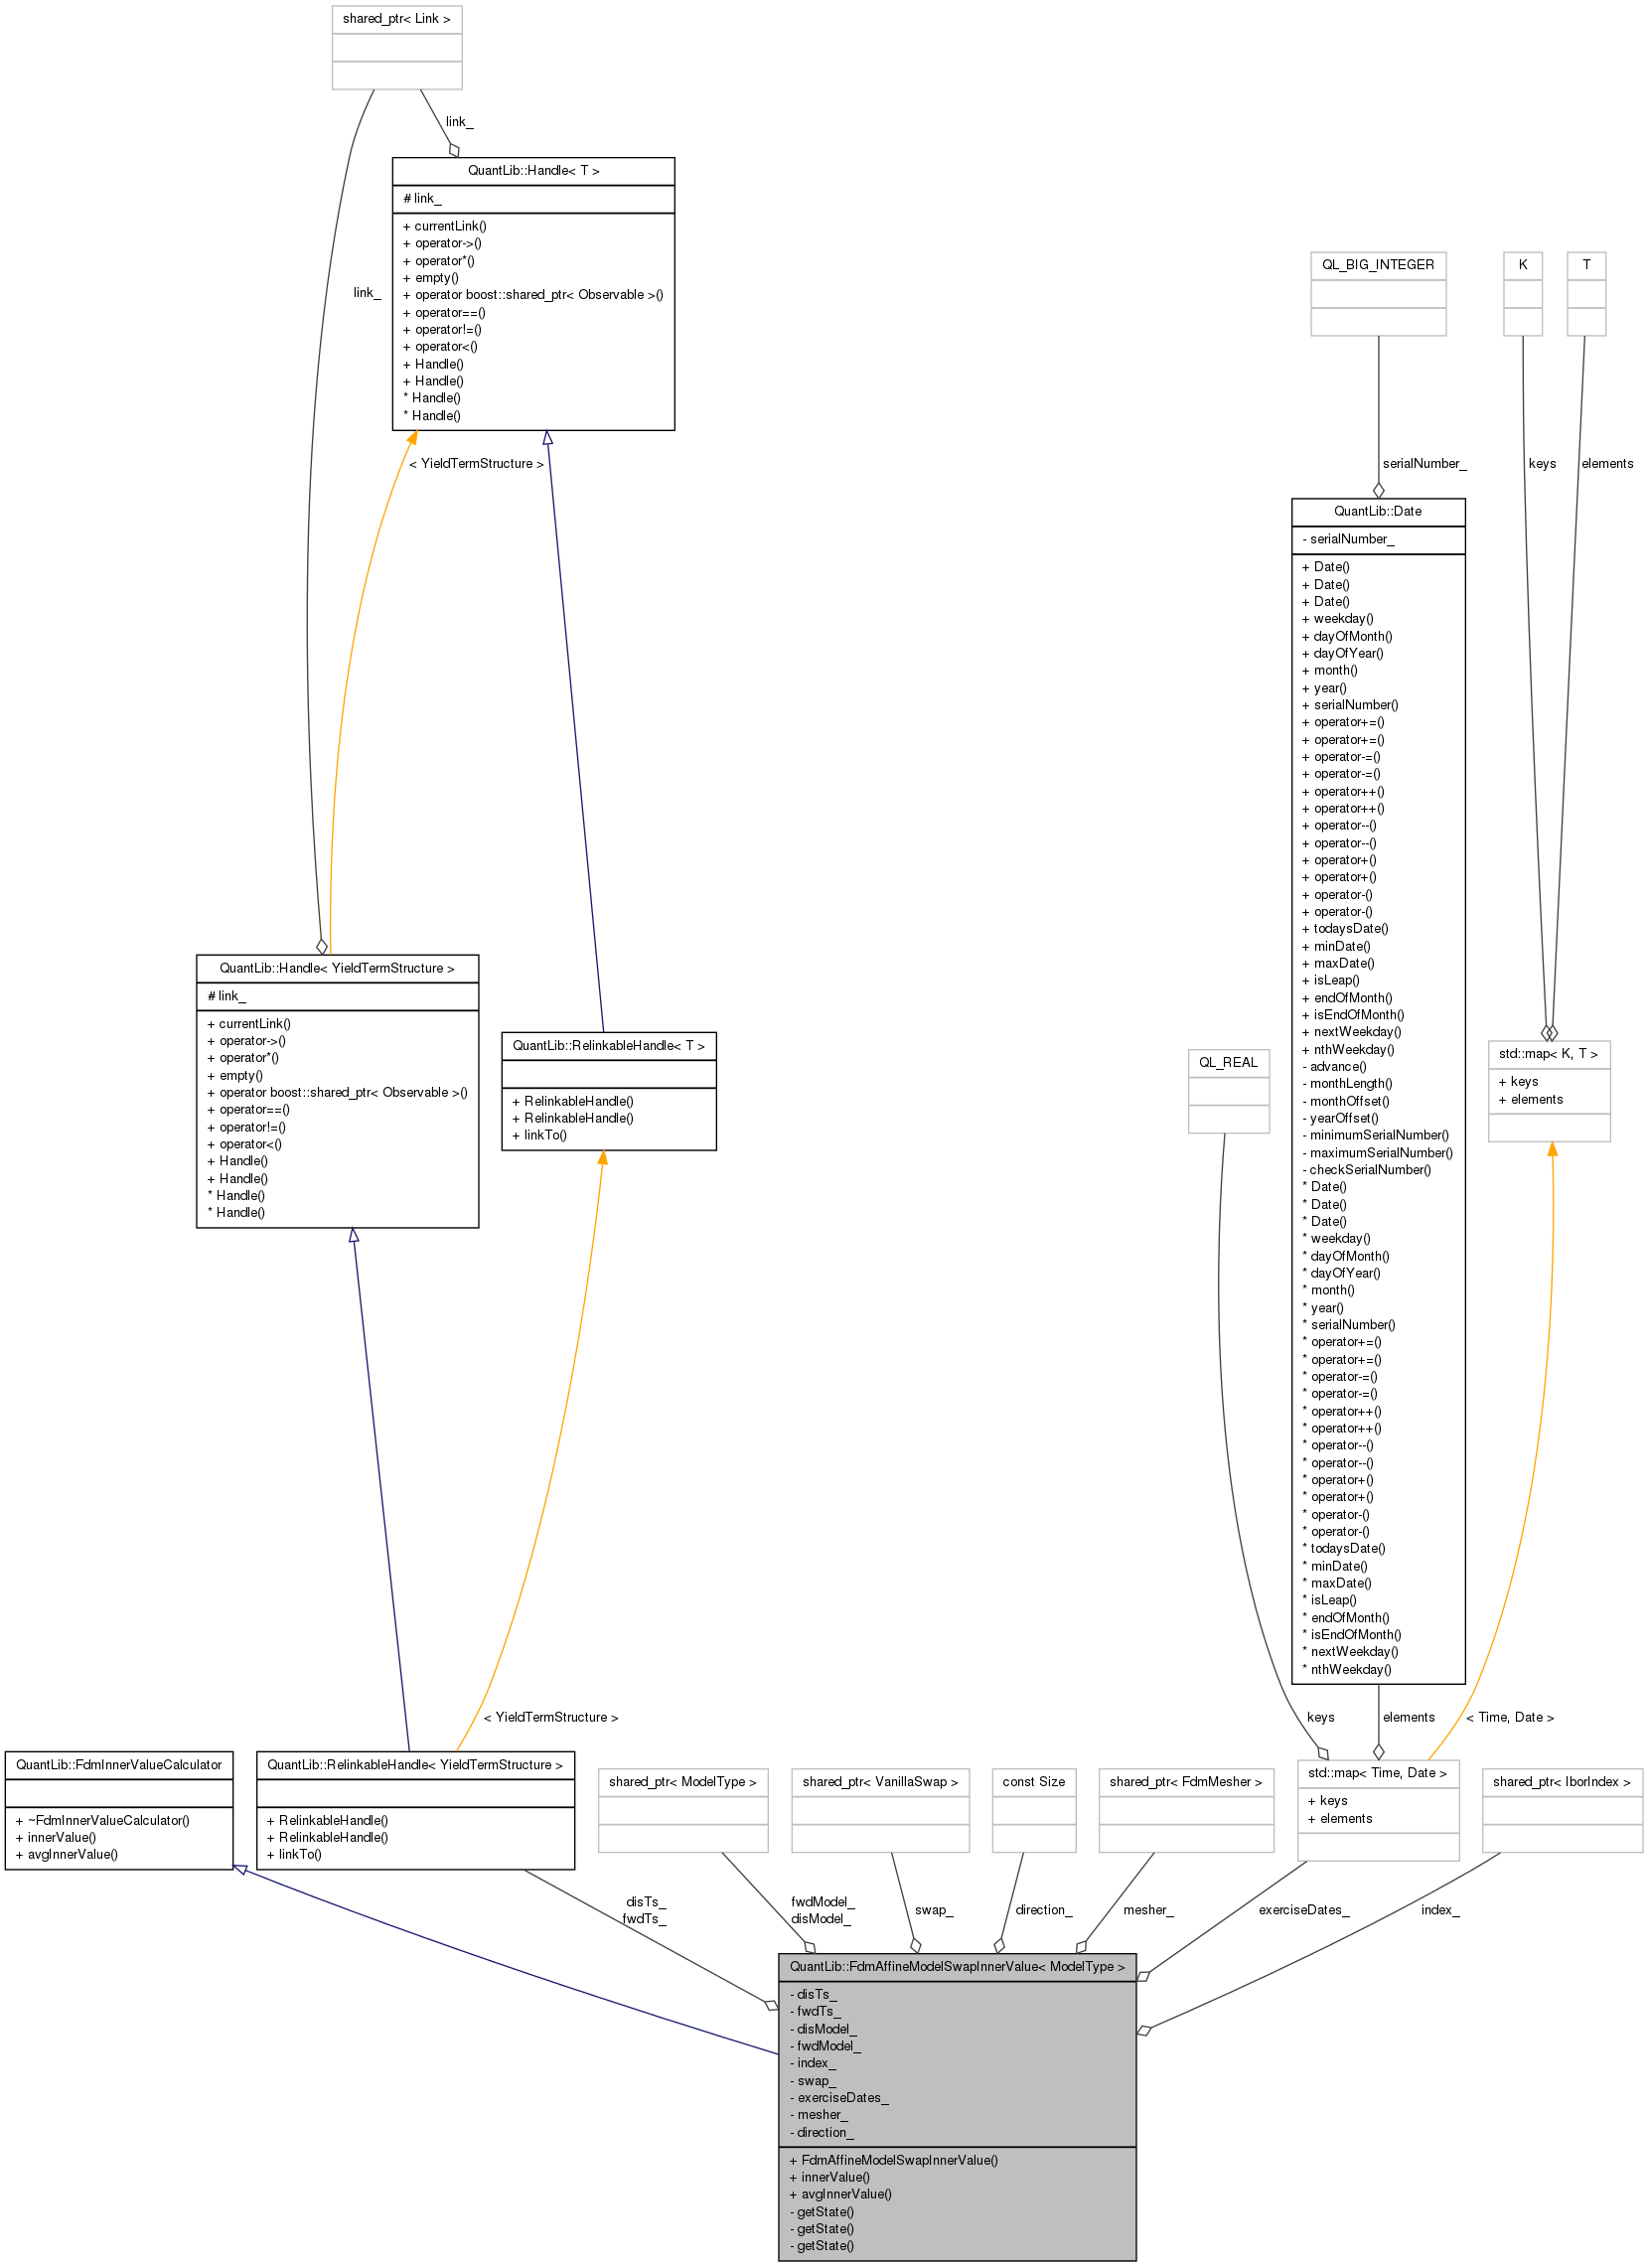 shared_ptr< Link >
link_
QuantLib::Handle< T >
# link_
+ currentLink()
+ operator->()
+ operator*()
+ empty()
+ operator boost::shared_ptr< Observable >()
+ operator==()
+ operator!=()
+ operator<()
+ Handle()
+ Handle()
* Handle()
* Handle()
link_
< YieldTermStructure >
QL_BIG_INTEGER
K
T
serialNumber_
keys
elements
QuantLib::Date
- serialNumber_
+ Date()
+ Date()
+ Date()
+ weekday()
+ dayOfMonth()
+ dayOfYear()
+ month()
+ year()
+ serialNumber()
+ operator+=()
+ operator+=()
+ operator-=()
+ operator-=()
+ operator++()
+ operator++()
+ operator--()
+ operator--()
+ operator+()
+ operator+()
+ operator-()
+ operator-()
+ todaysDate()
+ minDate()
+ maxDate()
+ isLeap()
+ endOfMonth()
+ isEndOfMonth()
+ nextWeekday()
+ nthWeekday()
- advance()
- monthLength()
- monthOffset()
- yearOffset()
- minimumSerialNumber()
- maximumSerialNumber()
- checkSerialNumber()
* Date()
* Date()
* Date()
* weekday()
* dayOfMonth()
* dayOfYear()
* month()
* year()
* serialNumber()
* operator+=()
* operator+=()
* operator-=()
* operator-=()
* operator++()
* operator++()
* operator--()
* operator--()
* operator+()
* operator+()
* operator-()
* operator-()
* todaysDate()
* minDate()
* maxDate()
* isLeap()
* endOfMonth()
* isEndOfMonth()
* nextWeekday()
* nthWeekday()
QuantLib::Handle< YieldTermStructure >
# link_
+ currentLink()
+ operator->()
+ operator*()
+ empty()
+ operator boost::shared_ptr< Observable >()
+ operator==()
+ operator!=()
+ operator<()
+ Handle()
+ Handle()
* Handle()
* Handle()
QuantLib::RelinkableHandle< T >
+ RelinkableHandle()
+ RelinkableHandle()
+ linkTo()
QL_REAL
std::map< K, T >
+ keys
+ elements
< YieldTermStructure >
keys
elements
< Time, Date >
QuantLib::FdmInnerValueCalculator
+ ~FdmInnerValueCalculator()
+ innerValue()
+ avgInnerValue()
QuantLib::RelinkableHandle< YieldTermStructure >
+ RelinkableHandle()
+ RelinkableHandle()
+ linkTo()
shared_ptr< ModelType >
shared_ptr< VanillaSwap >
const Size
shared_ptr< FdmMesher >
std::map< Time, Date >
+ keys
+ elements
shared_ptr< IborIndex >
disTs_
fwdTs_
fwdModel_
disModel_
swap_
direction_
mesher_
exerciseDates_
index_
QuantLib::FdmAffineModelSwapInnerValue< ModelType >
- disTs_
- fwdTs_
- disModel_
- fwdModel_
- index_
- swap_
- exerciseDates_
- mesher_
- direction_
+ FdmAffineModelSwapInnerValue()
+ innerValue()
+ avgInnerValue()
- getState()
- getState()
- getState()